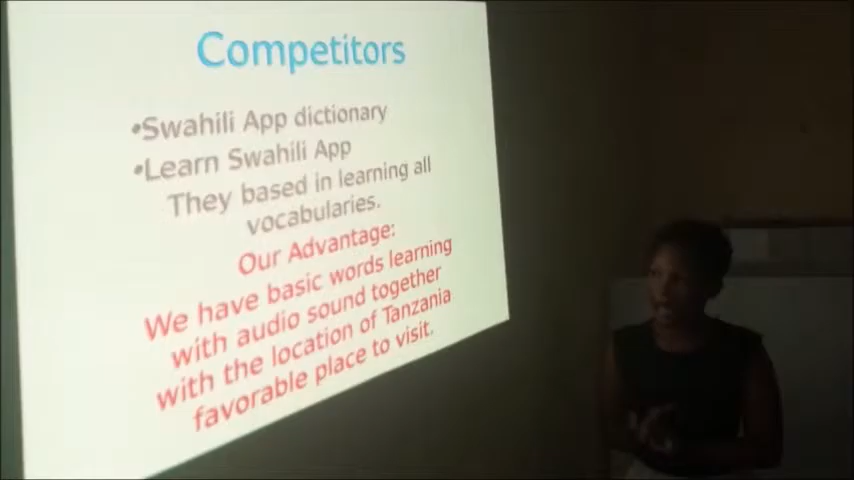 Competitors
•Swahili App dictionary
•Learn Swahili App
They based in learning all
vocabularies.
Our Advantage:
We have basic words learning
with audio sound together
with the location of Tanzania
favorable place to visit.